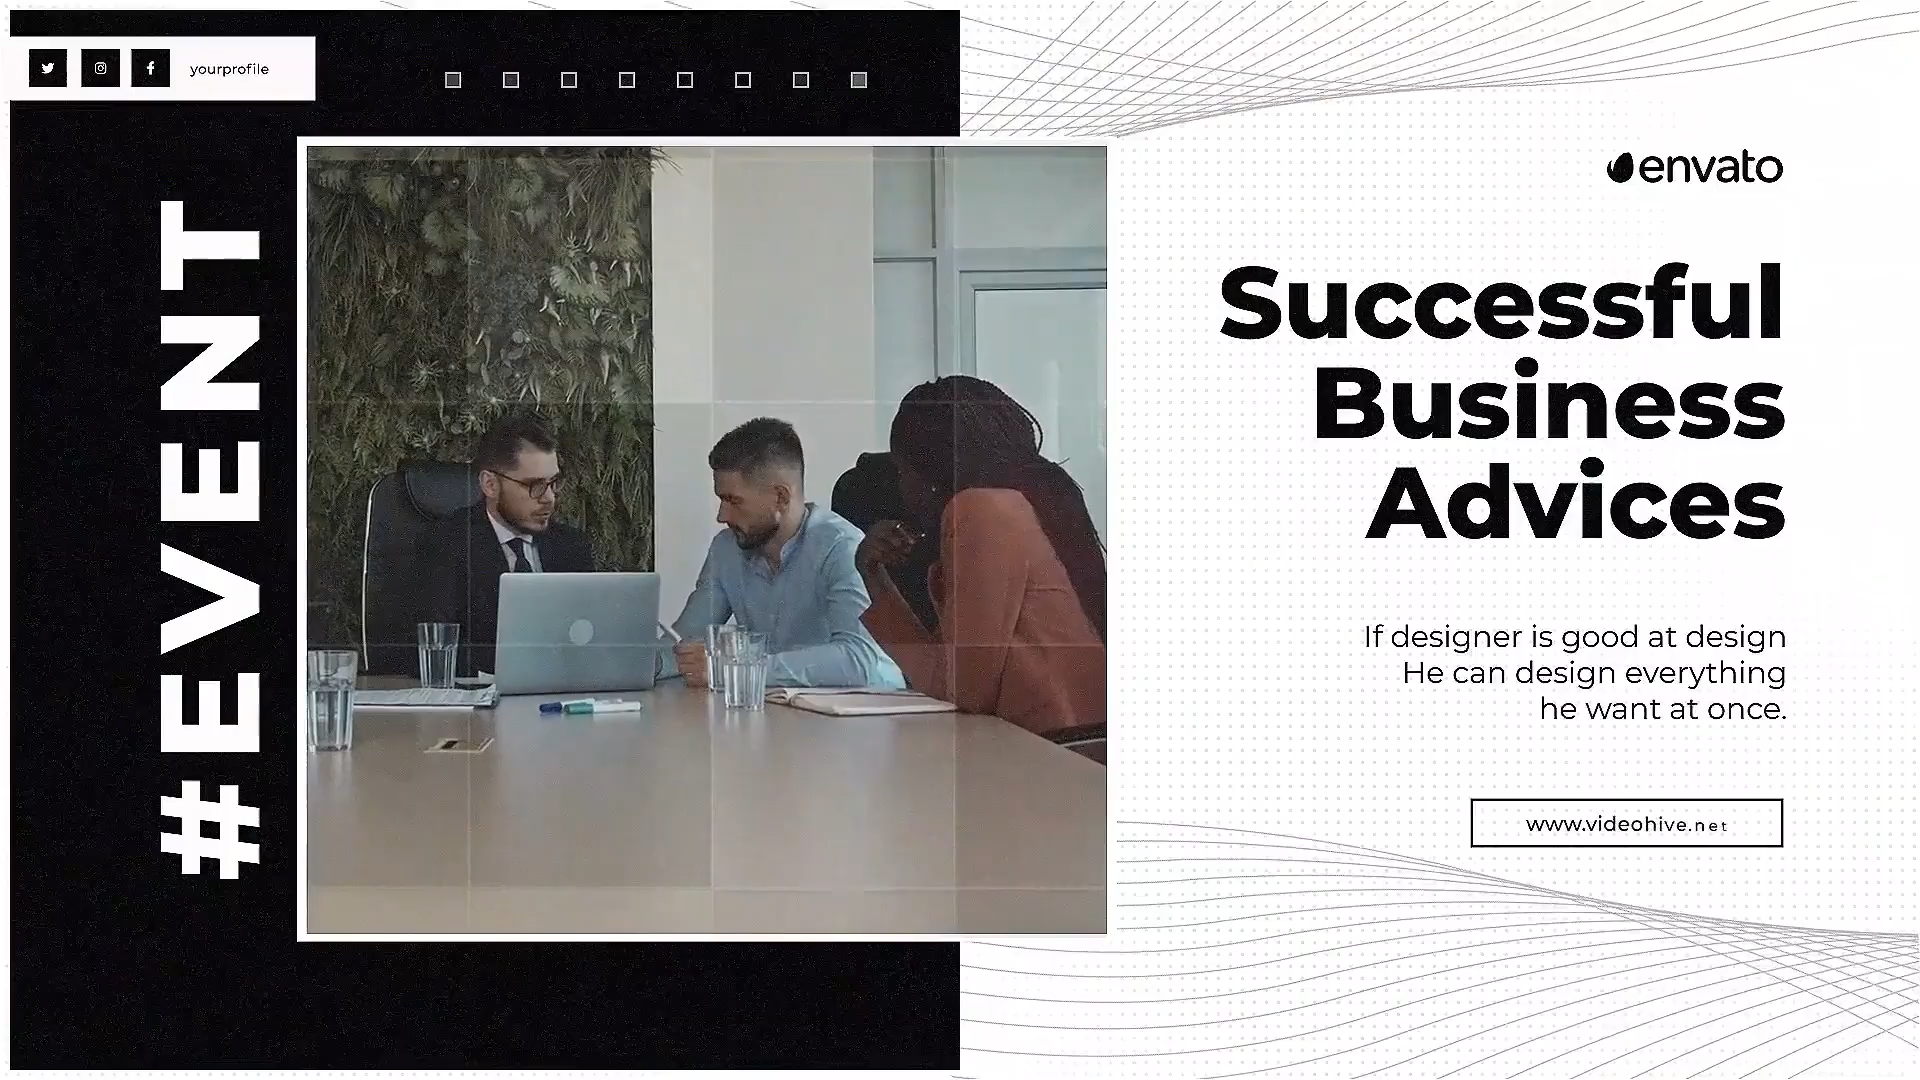 yourprofile
#EVENT
envato
Successful
Business
Advices
If designer is good at design
He can design everything
he want at once.
www.videohive.net